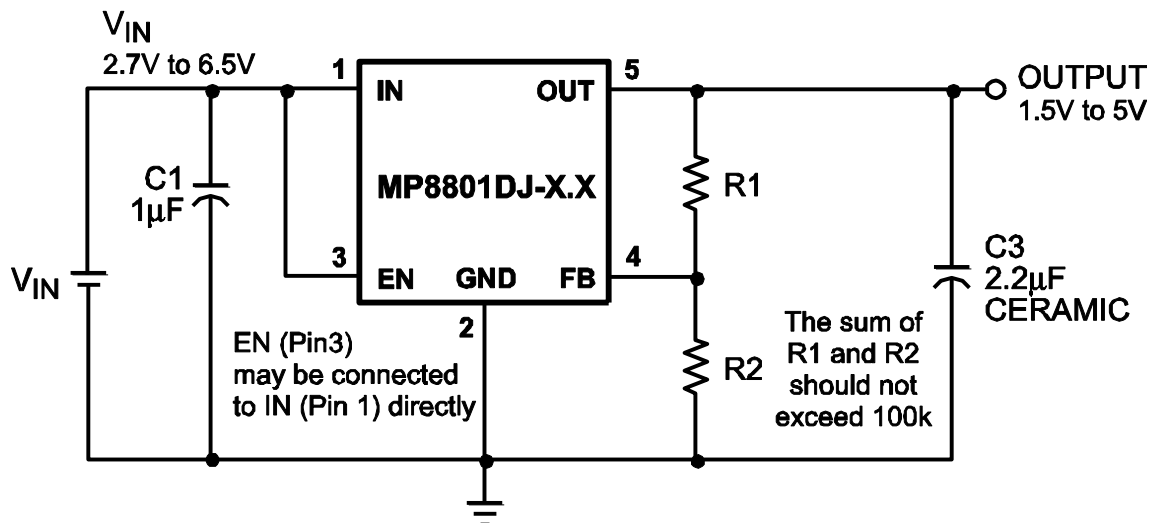 V_IN
2.7V to 6.5V
1
IN
OUT
5
OUTPUT
1.5V to 5V
C1
1µF
MP8801DJ-X.X
R1
V_IN
3
EN
GND
FB
4
C3
2.2µF
CERAMIC
2
EN (Pin3)
may be connected
to IN (Pin 1) directly
R2
The sum of
R1 and R2
should not
exceed 100k